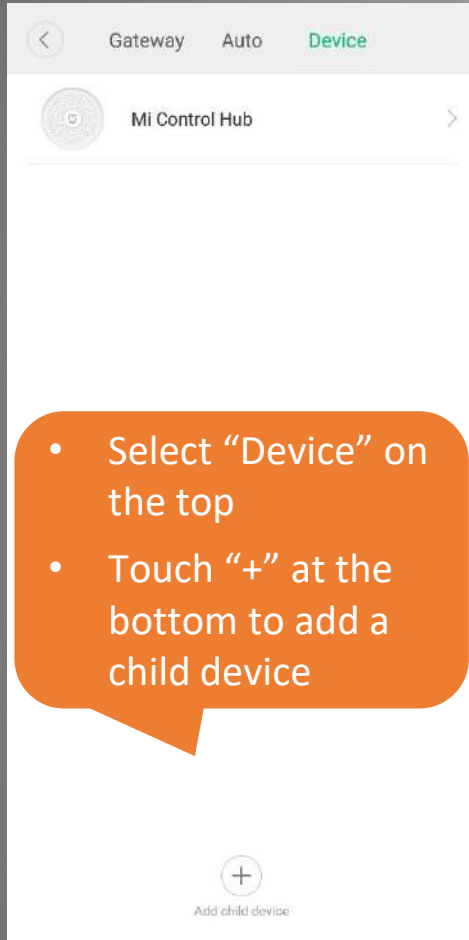 Gateway Auto Device
Mi Control Hub
• Select “Device” on
the top
• Touch “+” at the
bottom to add a
child device
Add child device